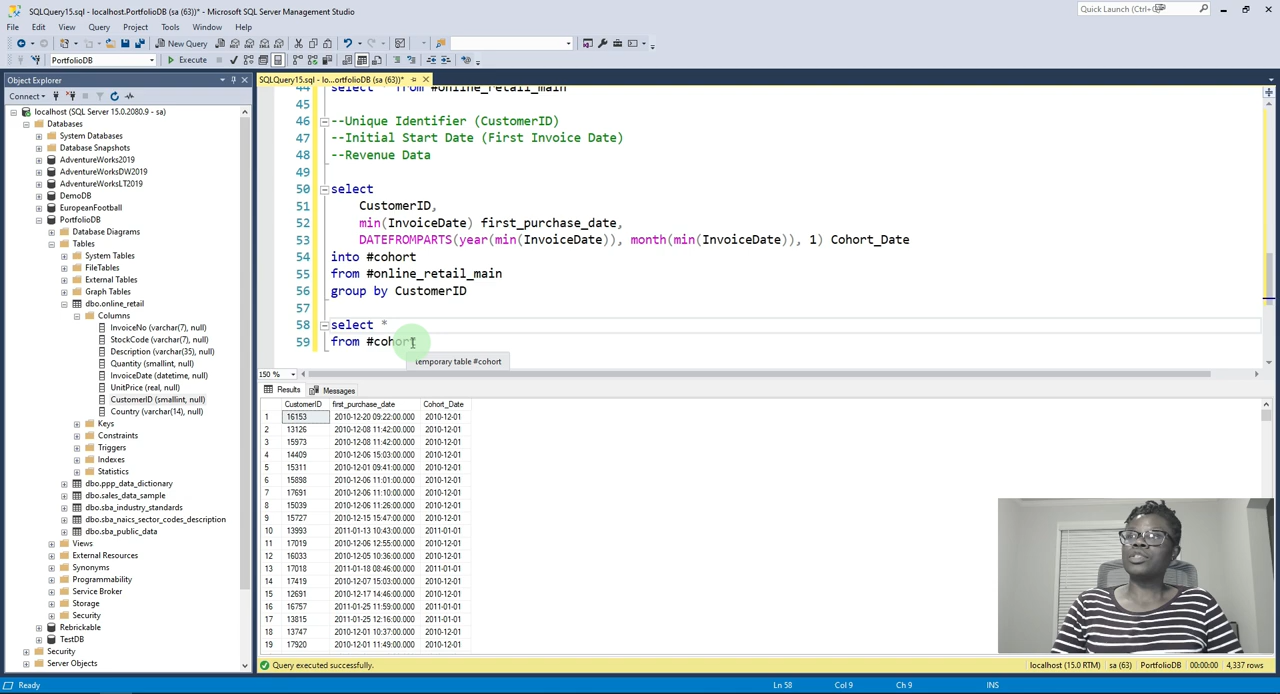 SQLQuery15.sql - localhost.PortfolioDB (sa (63))* - Microsoft SQL Server Management Studio
Quick Launch (Ctrl+Q)
File Edit View Query Project Tools Window Help
New Query
PortfolioDB Execute
Object Explorer
Connect
localhost (SQL Server 15.0.2080.9 - sa)
Databases
System Databases
Database Snapshots
AdventureWorks2019
AdventureWorksDW2019
AdventureWorksLT2019
DemoDB
EuropeanFootball
PortfolioDB
Database Diagrams
Tables
System Tables
FileTables
External Tables
Graph Tables
dbo.online_retail
Columns
InvoiceNo (varchar(7), null)
StockCode (varchar(7), null)
Description (varchar(35), null)
Quantity (smallint, null)
InvoiceDate (datetime, null)
UnitPrice (real, null)
CustomerID (smallint, null)
Country (varchar(14), null)
Keys
Constraints
Triggers
Indexes
Statistics
dbo.ppp_data_dictionary
dbo.sales_data_sample
dbo.sba_industry_standards
dbo.sba_naics_sector_codes_description
dbo.sba_public_data
Views
External Resources
Synonyms
Programmability
Service Broker
Storage
Security
Rebrickable
TestDB
Security
Server Objects
SQLQuery15.sql - lo...ortfolioDB (sa (63))*
44 select * from #online_retail_main
45
46 --Unique Identifier (CustomerID)
47 --Initial Start Date (First Invoice Date)
48 --Revenue Data
49
50 select
51 CustomerID,
52 min(InvoiceDate) first_purchase_date,
53 DATEFROMPARTS(year(min(InvoiceDate)), month(min(InvoiceDate)), 1) Cohort_Date
54 into #cohort
55 from #online_retail_main
56 group by CustomerID
57
58 select *
59 from #cohort
temporary table #cohort
150 %
Results Messages
CustomerID first_purchase_date Cohort_Date
1 16153 2010-12-20 09:22:00.000 2010-12-01
2 13126 2010-12-08 11:42:00.000 2010-12-01
3 15973 2010-12-08 11:42:00.000 2010-12-01
4 14409 2010-12-06 15:03:00.000 2010-12-01
5 15311 2010-12-01 09:41:00.000 2010-12-01
6 15898 2010-12-06 11:01:00.000 2010-12-01
7 17691 2010-12-06 11:10:00.000 2010-12-01
8 15039 2010-12-06 11:26:00.000 2010-12-01
9 15727 2010-12-15 15:47:00.000 2010-12-01
10 13993 2011-01-13 10:43:00.000 2011-01-01
11 17019 2010-12-06 12:55:00.000 2010-12-01
12 16033 2010-12-05 10:36:00.000 2010-12-01
13 17018 2011-01-18 08:46:00.000 2011-01-01
14 17419 2010-12-07 15:03:00.000 2010-12-01
15 12691 2010-12-17 14:46:00.000 2010-12-01
16 16757 2011-01-25 11:59:00.000 2011-01-01
17 13815 2011-01-25 12:16:00.000 2011-01-01
18 13747 2010-12-01 10:37:00.000 2010-12-01
19 17920 2010-12-01 11:49:00.000 2010-12-01
Query executed successfully.
localhost (15.0 RTM) sa (63) PortfolioDB 00:00:00 4,337 rows
Ready Ln 58 Col 9 Ch 9 INS